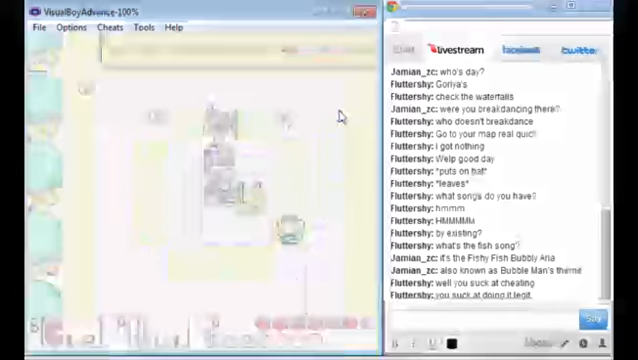 VisualBoyAdvance-100%
File Options Cheats Tools Help
livestream facebook twitter
Jamian_zc: who's day?
Fluttershy: Goriya's
Fluttershy: check the waterfalls
Jamian_zc: were you breakdancing there?
Fluttershy: who doesn't breakdance
Fluttershy: Go to your map real quick
Fluttershy: I got nothing
Fluttershy: Welp good day
Fluttershy: *puts on hat*
Fluttershy: *leaves*
Fluttershy: what songs do you have?
Fluttershy: hmmm
Fluttershy: HMMMMM
Fluttershy: by existing?
Fluttershy: what's the fish song?
Jamian_zc: it's the Fishy Fish Bubbly Aria
Jamian_zc: also known as Bubble Man's theme
Fluttershy: well you suck at cheating
Fluttershy: you suck at doing it legit.
Say
B I U